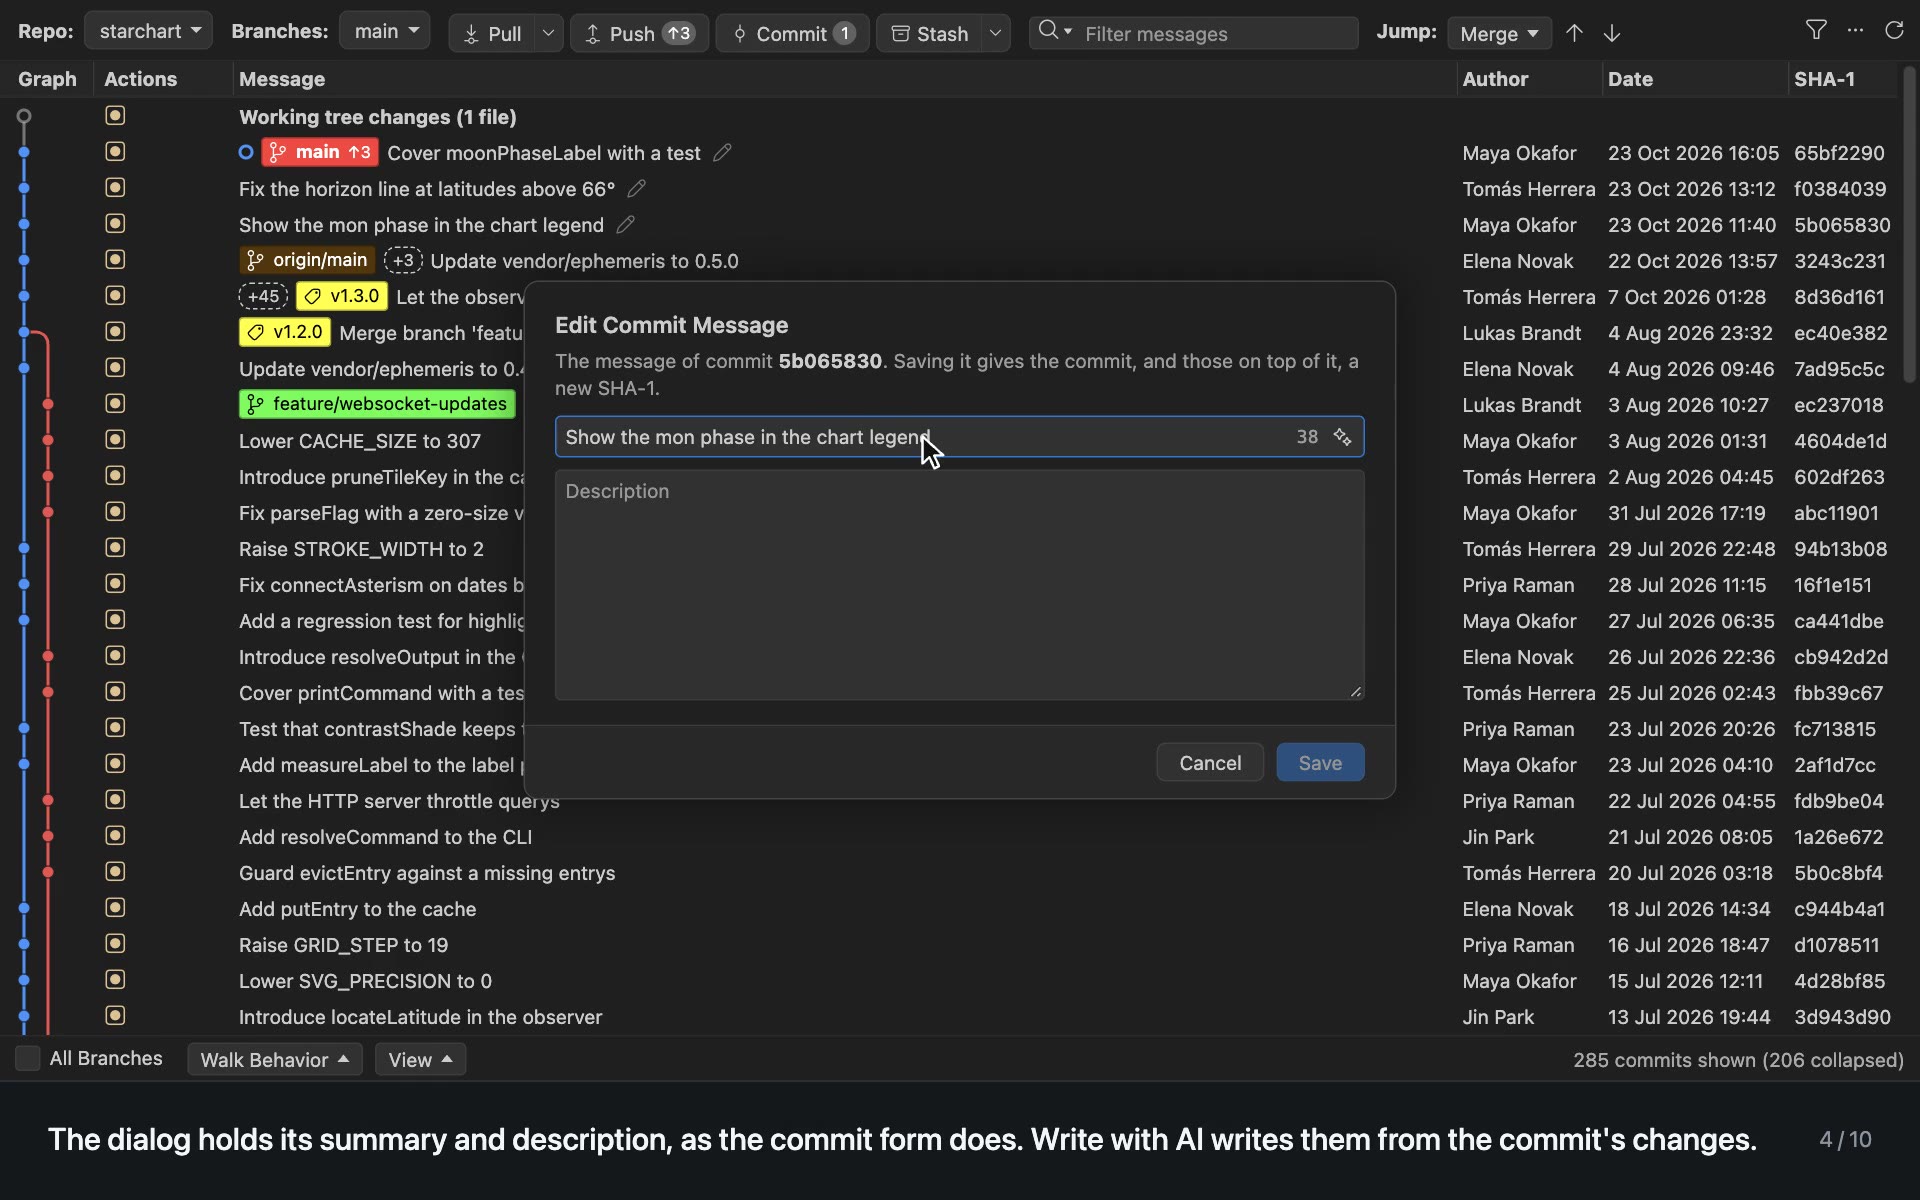 Repo: starchart Branches: main Pull Push ↑3 Commit 1 Stash Filter messages Jump: Merge
Graph Actions Message Author Date SHA-1
Working tree changes (1 file)
main ↑3 Cover moonPhaseLabel with a test Maya Okafor 23 Oct 2026 16:05 65bf2290
Fix the horizon line at latitudes above 66° Tomás Herrera 23 Oct 2026 13:12 f0384039
Show the mon phase in the chart legend Maya Okafor 23 Oct 2026 11:40 5b065830
origin/main +3 Update vendor/ephemeris to 0.5.0 Elena Novak 22 Oct 2026 13:57 3243c231
+45 v1.3.0 Let the observ Tomás Herrera 7 Oct 2026 01:28 8d36d161
v1.2.0 Merge branch 'featu Lukas Brandt 4 Aug 2026 23:32 ec40e382
Update vendor/ephemeris to 0.4 Elena Novak 4 Aug 2026 09:46 7ad95c5c
feature/websocket-updates Lukas Brandt 3 Aug 2026 10:27 ec237018
Lower CACHE_SIZE to 307 Maya Okafor 3 Aug 2026 01:31 4604de1d
Introduce pruneTileKey in the ca Tomás Herrera 2 Aug 2026 04:45 602df263
Fix parseFlag with a zero-size v Maya Okafor 31 Jul 2026 17:19 abc11901
Raise STROKE_WIDTH to 2 Tomás Herrera 29 Jul 2026 22:48 94b13b08
Fix connectAsterism on dates b Priya Raman 28 Jul 2026 11:15 16f1e151
Add a regression test for highlig Maya Okafor 27 Jul 2026 06:35 ca441dbe
Introduce resolveOutput in the Elena Novak 26 Jul 2026 22:36 cb942d2d
Cover printCommand with a tes Tomás Herrera 25 Jul 2026 02:43 fbb39c67
Test that contrastShade keeps Priya Raman 23 Jul 2026 20:26 fc713815
Add measureLabel to the label Maya Okafor 23 Jul 2026 04:10 2af1d7cc
Let the HTTP server throttle querys Priya Raman 22 Jul 2026 04:55 fdb9be04
Add resolveCommand to the CLI Jin Park 21 Jul 2026 08:05 1a26e672
Guard evictEntry against a missing entrys Tomás Herrera 20 Jul 2026 03:18 5b0c8bf4
Add putEntry to the cache Elena Novak 18 Jul 2026 14:34 c944b4a1
Raise GRID_STEP to 19 Priya Raman 16 Jul 2026 18:47 d1078511
Lower SVG_PRECISION to 0 Maya Okafor 15 Jul 2026 12:11 4d28bf85
Introduce locateLatitude in the observer Jin Park 13 Jul 2026 19:44 3d943d90
Edit Commit Message
The message of commit 5b065830. Saving it gives the commit, and those on top of it, a
new SHA-1.
Show the mon phase in the chart legend 38
Description
Cancel Save
All Branches Walk Behavior View 285 commits shown (206 collapsed)
The dialog holds its summary and description, as the commit form does. Write with AI writes them from the commit's changes. 4 / 10